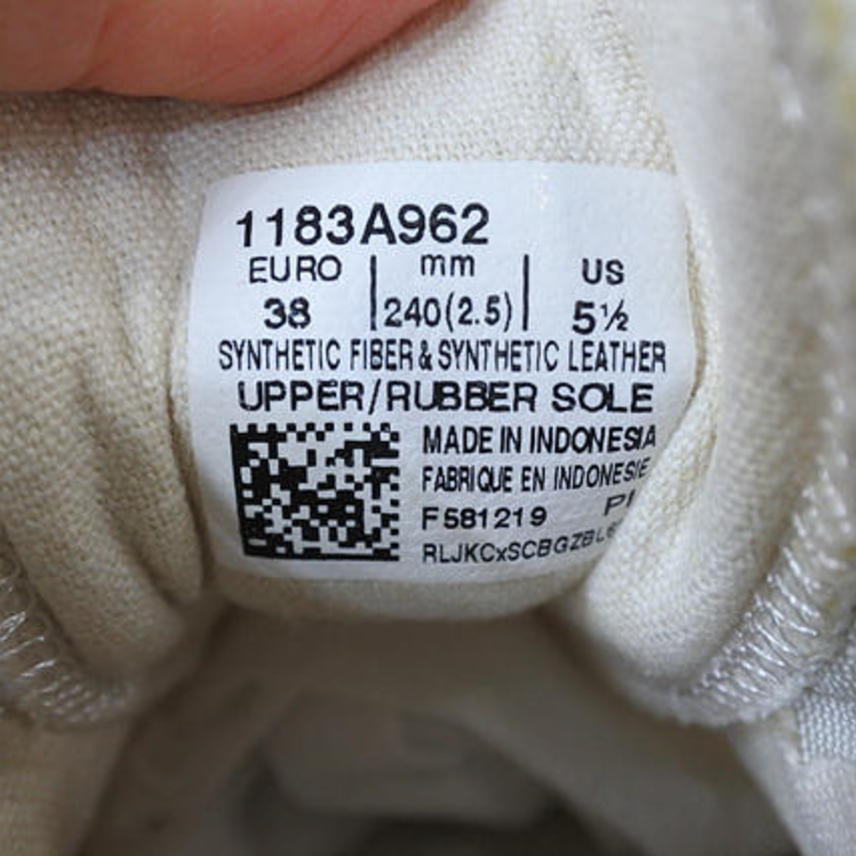 1183A962
EURO | mm | US
38 | 240(2.5) | 5½
SYNTHETIC FIBER & SYNTHETIC LEATHER
UPPER/RUBBER SOLE
MADE IN INDONESIA
FABRIQUE EN INDONESIE
F581219